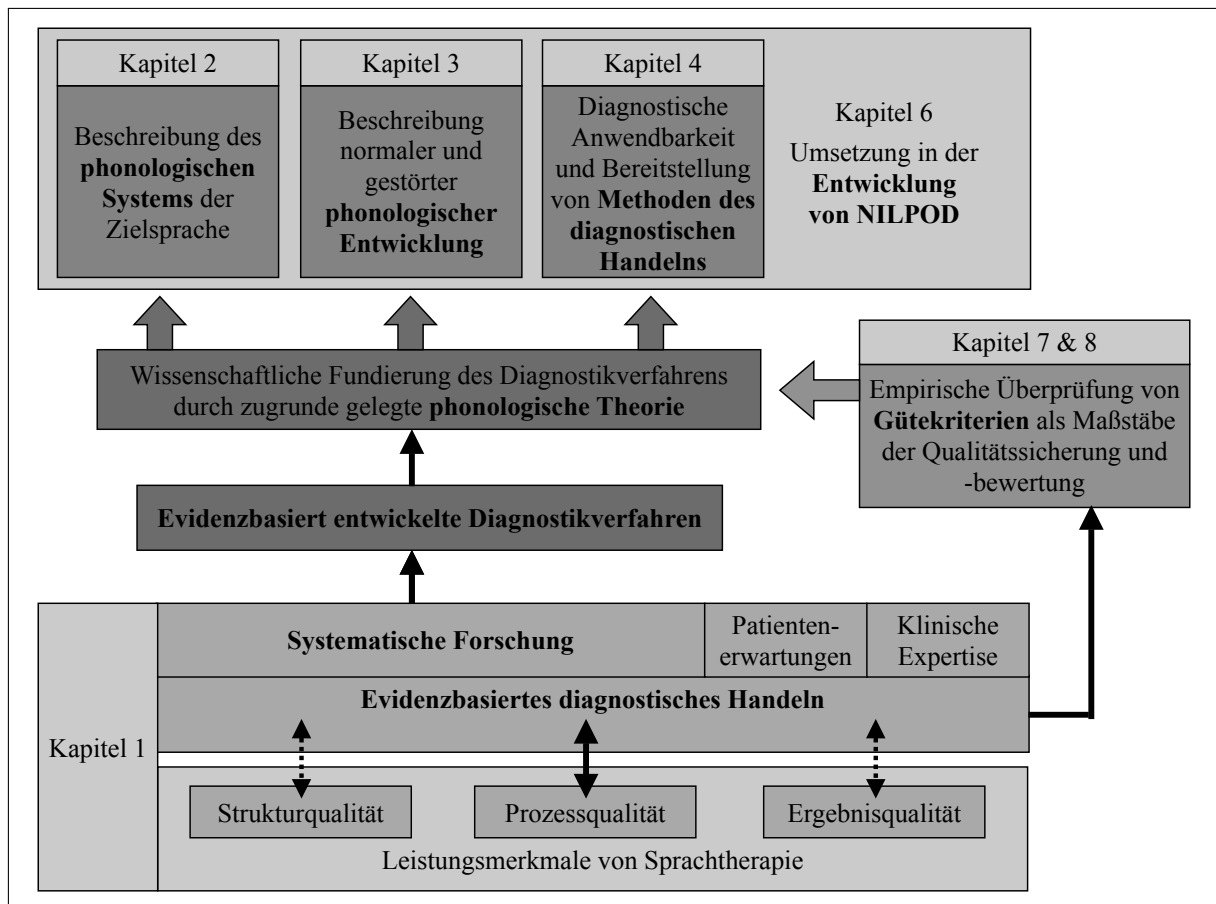 Kapitel 2
Beschreibung des
phonologischen
Systems der
Zielsprache
Kapitel 3
Beschreibung
normaler und
gestörter
phonologischer
Entwicklung
Kapitel 4
Diagnostische
Anwendbarkeit
und Bereitstellung
von Methoden des
diagnostischen
Handelns
Kapitel 6
Umsetzung in der
Entwicklung
von NILPOD
Wissenschaftliche Fundierung des Diagnostikverfahrens
durch zugrunde gelegte phonologische Theorie
Kapitel 7 & 8
Empirische Überprüfung von
Gütekriterien als Maßstäbe
der Qualitätssicherung und
-bewertung
Evidenzbasiert entwickelte Diagnostikverfahren
Kapitel 1
Systematische Forschung
Patienten-
erwartungen
Klinische
Expertise
Evidenzbasiertes diagnostisches Handeln
Strukturqualität
Prozessqualität
Ergebnisqualität
Leistungsmerkmale von Sprachtherapie